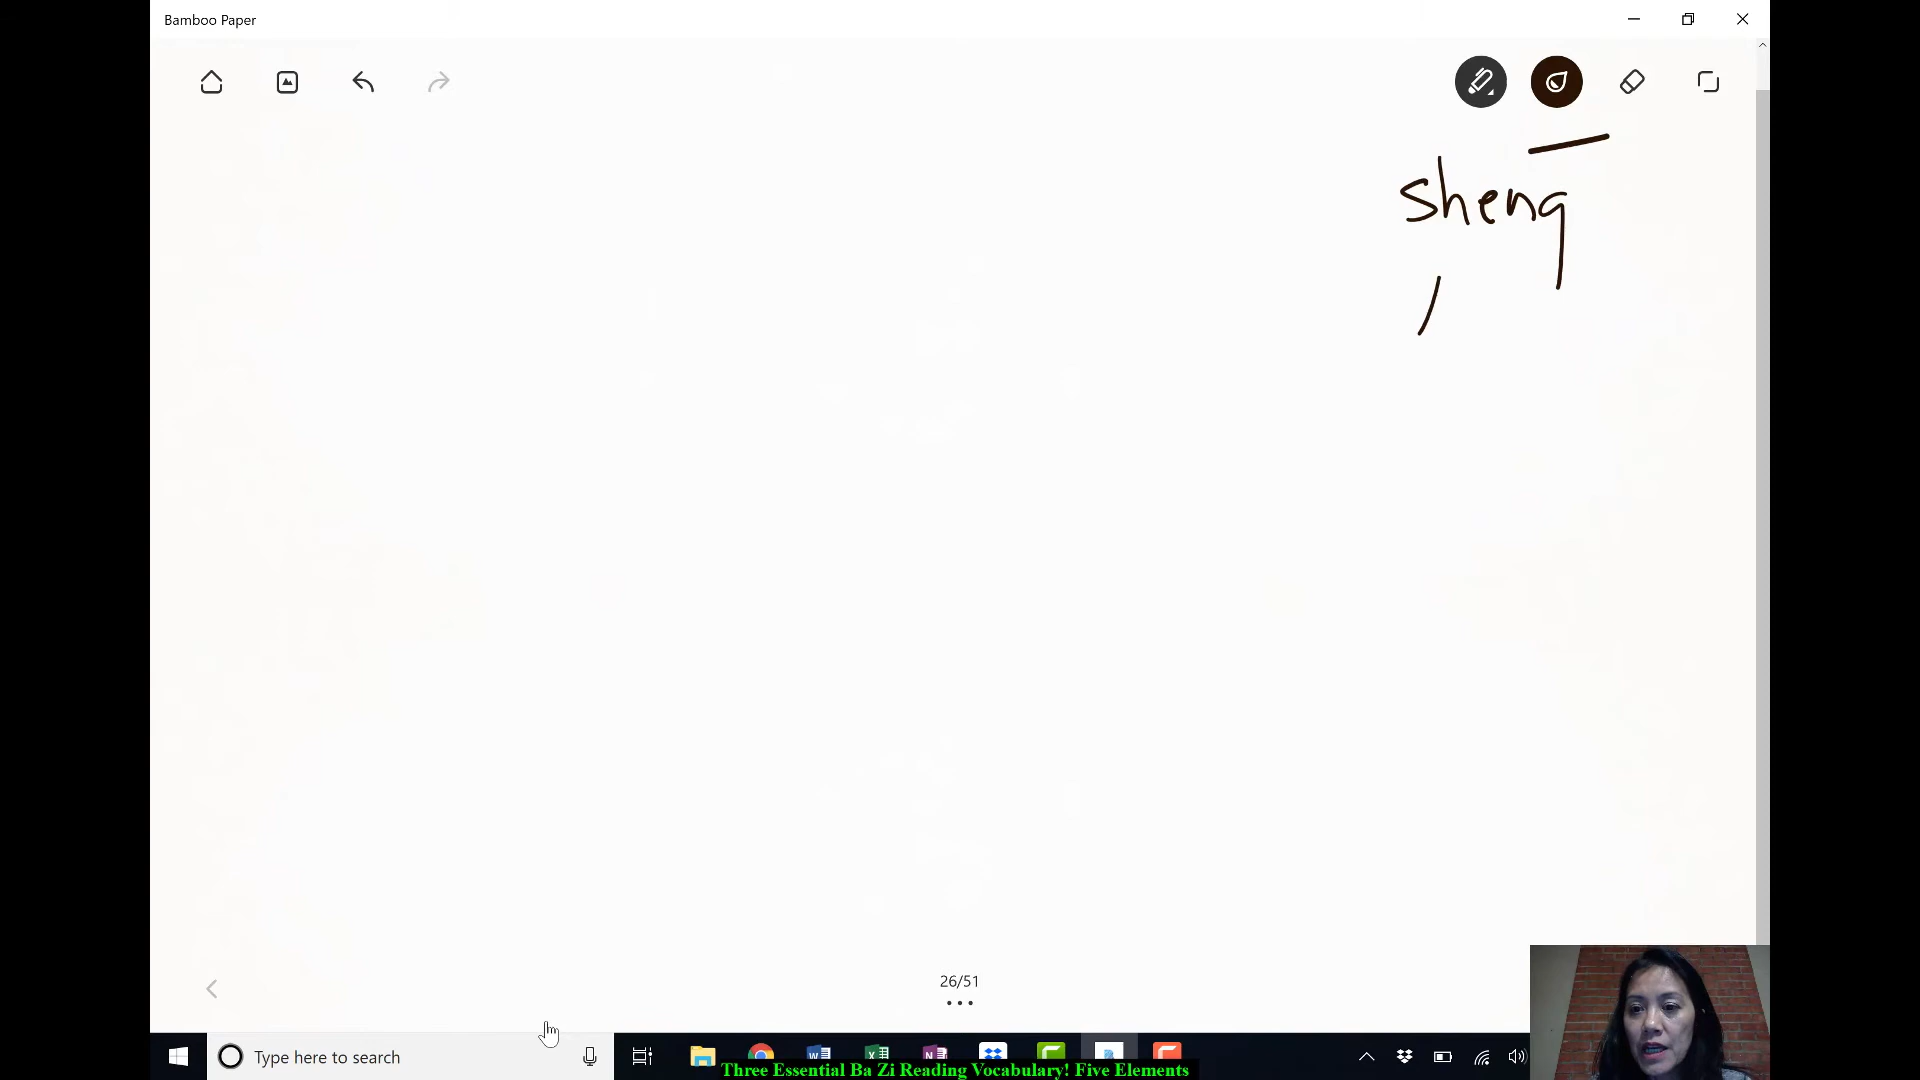 Bamboo Paper
sheng
26/51
Type here to search
Three Essential Ba Zi Reading Vocabulary! Five Elements